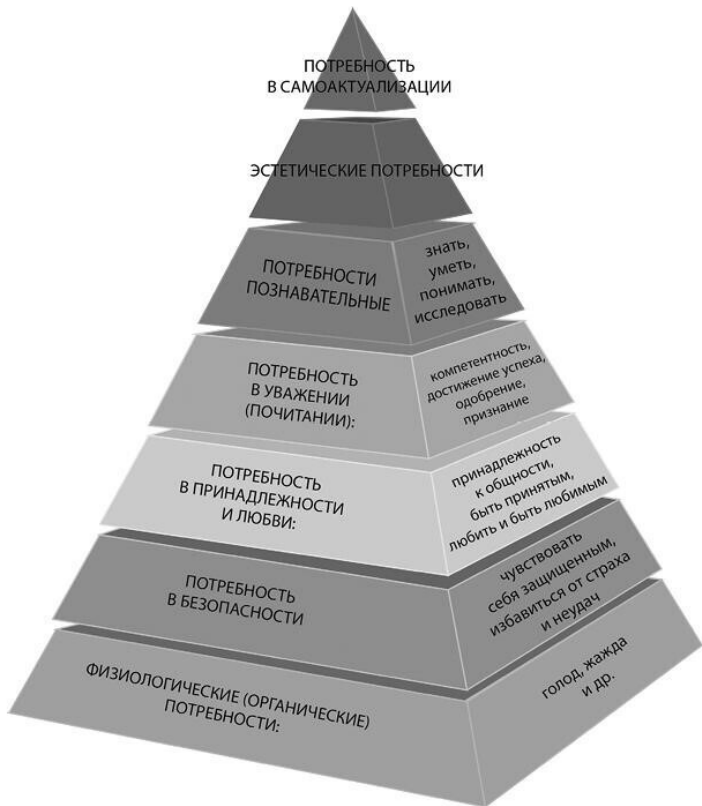 ПОТРЕБНОСТЬ
В САМОАКТУАЛИЗАЦИИ
ЭСТЕТИЧЕСКИЕ ПОТРЕБНОСТИ
ПОТРЕБНОСТИ
ПОЗНАВАТЕЛЬНЫЕ
знать,
уметь,
понимать,
исследовать
ПОТРЕБНОСТЬ
В УВАЖЕНИИ
(ПОЧИТАНИИ):
компетентность,
достижение успеха,
одобрение,
признание
ПОТРЕБНОСТЬ
В ПРИНАДЛЕЖНОСТИ
И ЛЮБВИ:
принадлежность
к общности,
быть принятым,
любить и быть любимым
ПОТРЕБНОСТЬ
В БЕЗОПАСНОСТИ
чувствовать
себя защищенным,
избавиться от страха
и неудач
ФИЗИОЛОГИЧЕСКИЕ (ОРГАНИЧЕСКИЕ)
ПОТРЕБНОСТИ:
голод, жажда
и др.